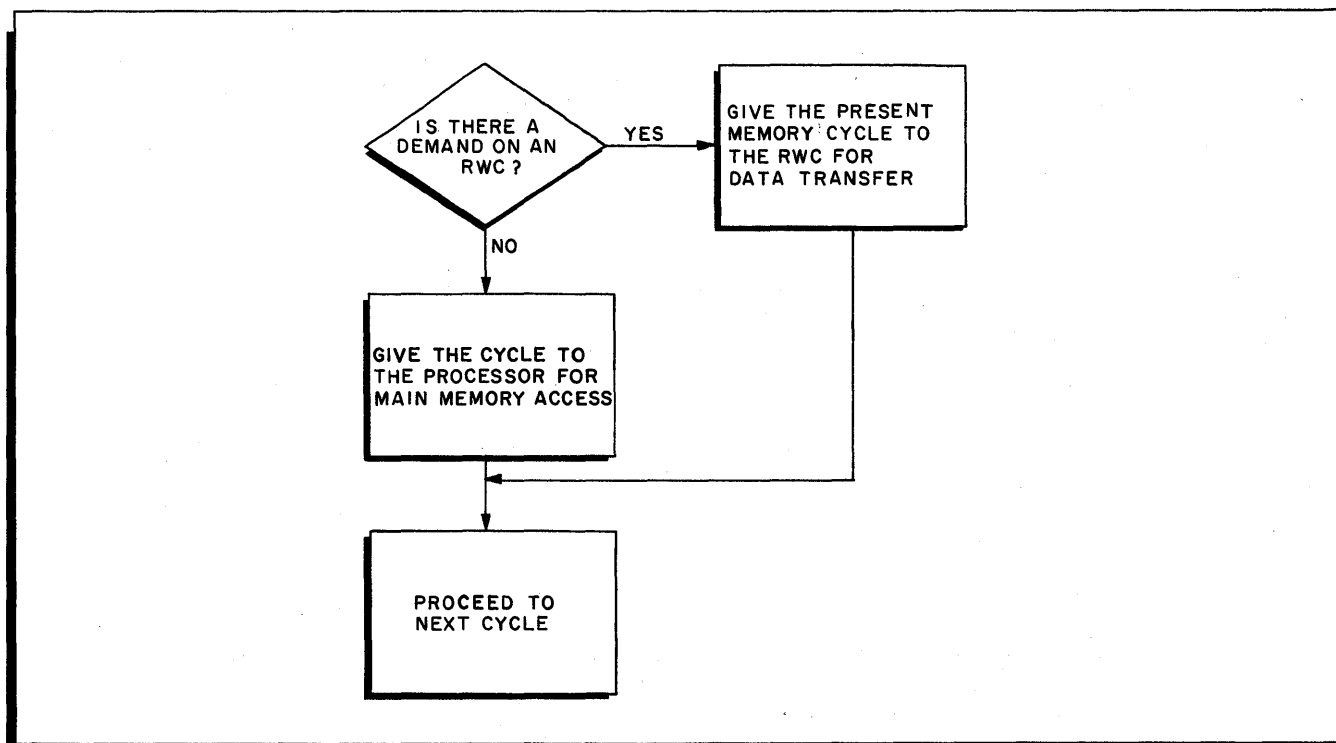 IS THERE A
DEMAND ON AN
RWC?
YES
GIVE THE PRESENT
MEMORY CYCLE TO
THE RWC FOR
DATA TRANSFER
NO
GIVE THE CYCLE TO
THE PROCESSOR FOR
MAIN MEMORY ACCESS
PROCEED TO
NEXT CYCLE